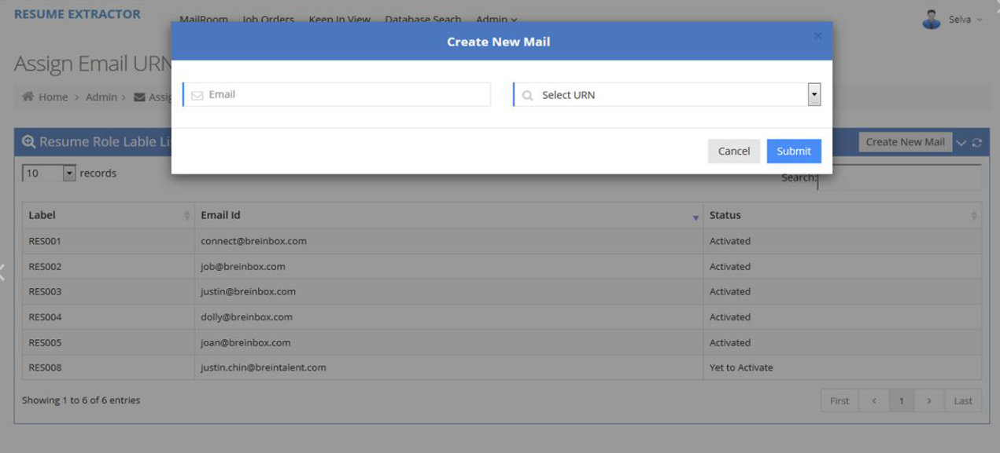 RESUME EXTRACTOR
MailRoom Job Orders Keep In View Database Seach Admin
Selva
Create New Mail
×
Assign Email URN
Home > Admin >
Email
Select URN
Cancel Submit
Resume Role Lable
Create New Mail
10 records
Search:
Label Email Id Status
RES001 connect@breinbox.com Activated
RES002 job@breinbox.com Activated
RES003 justin@breinbox.com Activated
RES004 dolly@breinbox.com Activated
RES005 joan@breinbox.com Activated
RES008 justin.chin@breintalent.com Yet to Activate
Showing 1 to 6 of 6 entries
First < 1 > Last